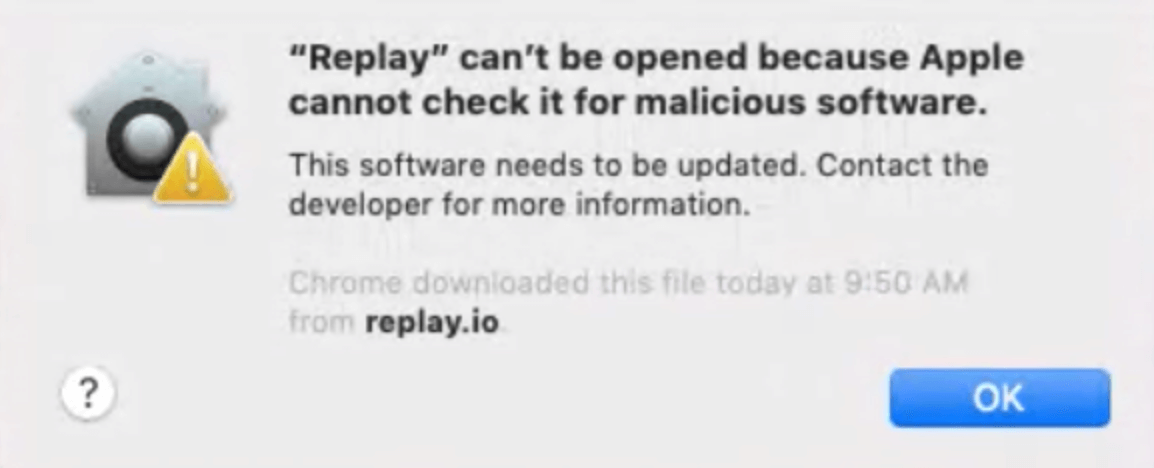 “Replay” can’t be opened because Apple
cannot check it for malicious software.
This software needs to be updated. Contact the
developer for more information.
Chrome downloaded this file today at 9:50 AM
from replay.io.
?
OK